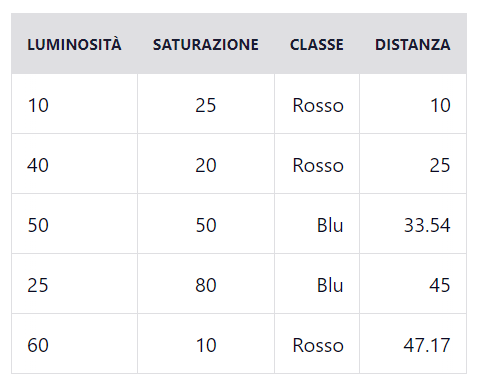 LUMINOSITÀ SATURAZIONE CLASSE DISTANZA
10 25 Rosso 10
40 20 Rosso 25
50 50 Blu 33.54
25 80 Blu 45
60 10 Rosso 47.17